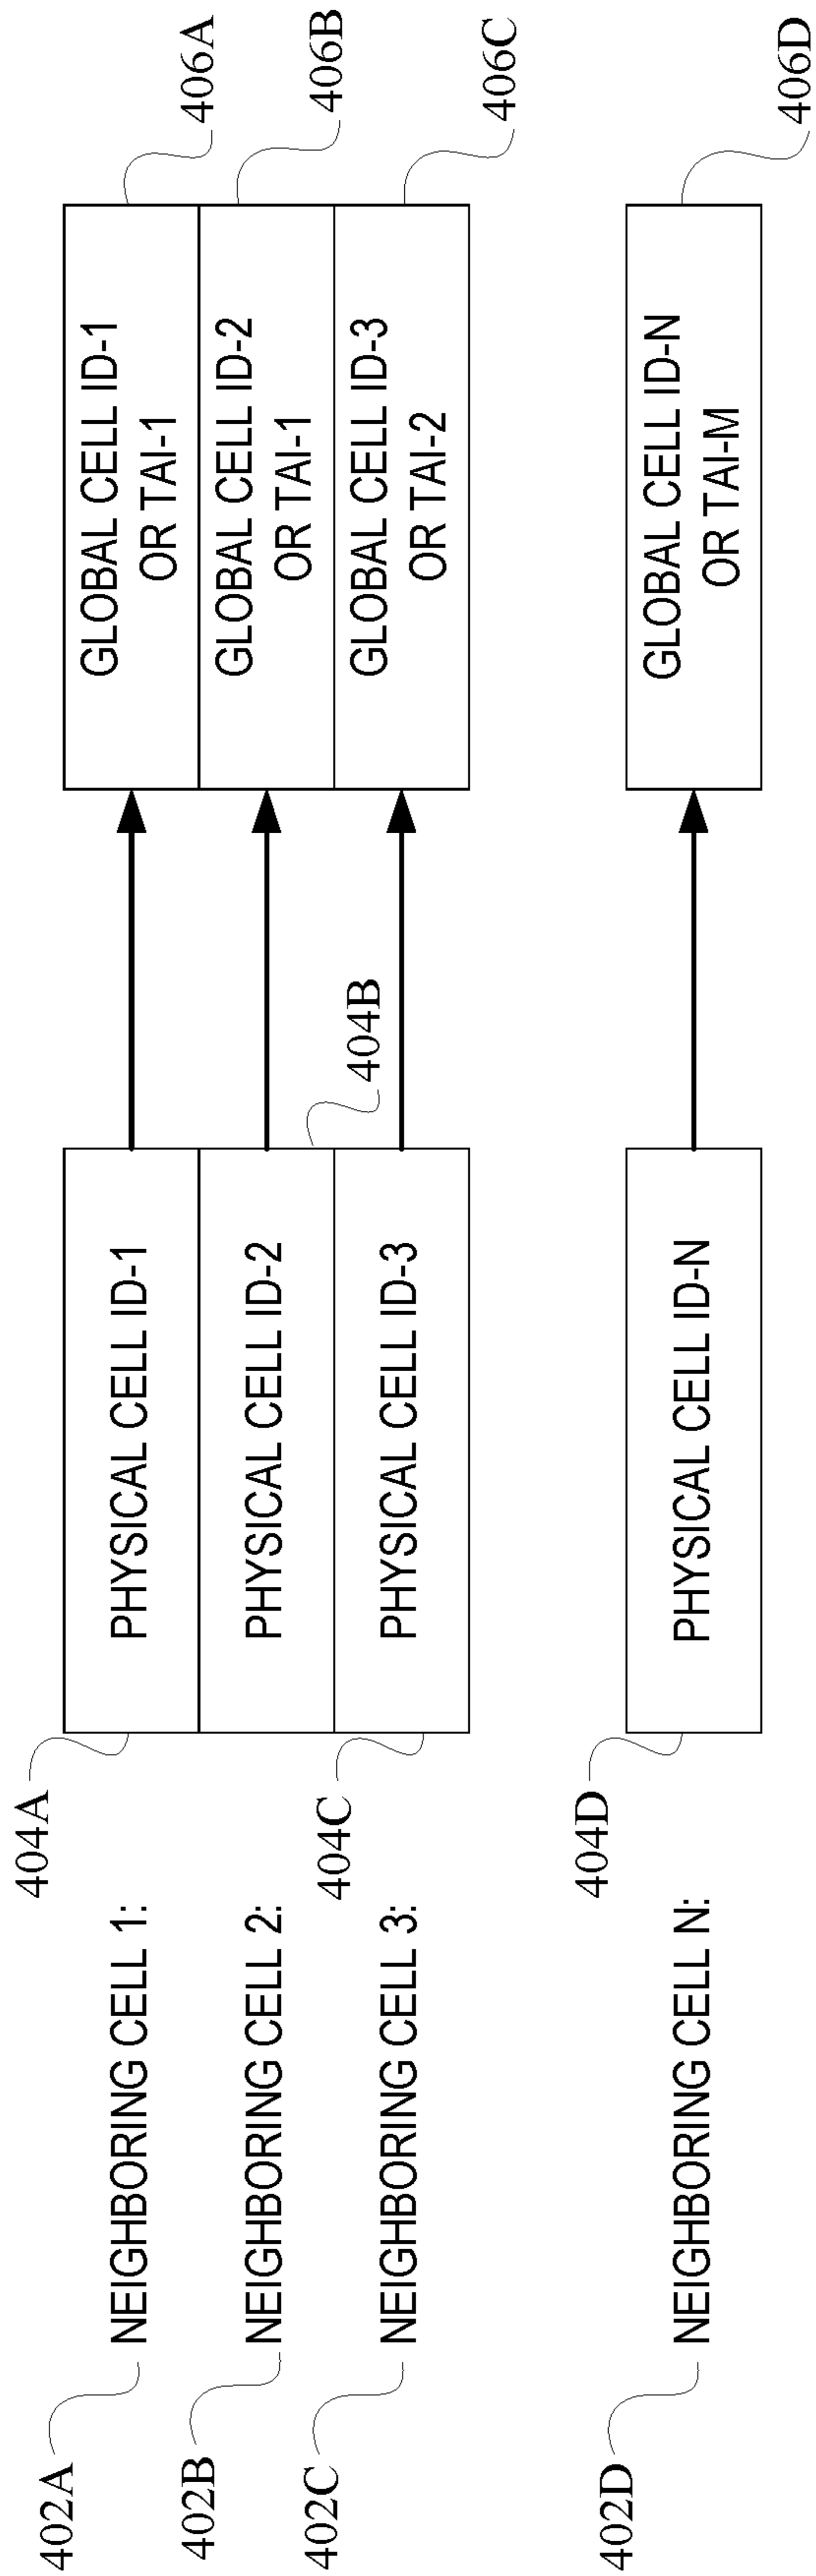 404A
406A
402A
NEIGHBORING CELL 1:
PHYSICAL CELL ID-1
GLOBAL CELL ID-1
OR TAI-1
406B
402B
NEIGHBORING CELL 2:
PHYSICAL CELL ID-2
GLOBAL CELL ID-2
OR TAI-1
404B
406C
404C
402C
NEIGHBORING CELL 3:
PHYSICAL CELL ID-3
GLOBAL CELL ID-3
OR TAI-2
404D
406D
402D
NEIGHBORING CELL N:
PHYSICAL CELL ID-N
GLOBAL CELL ID-N
OR TAI-M